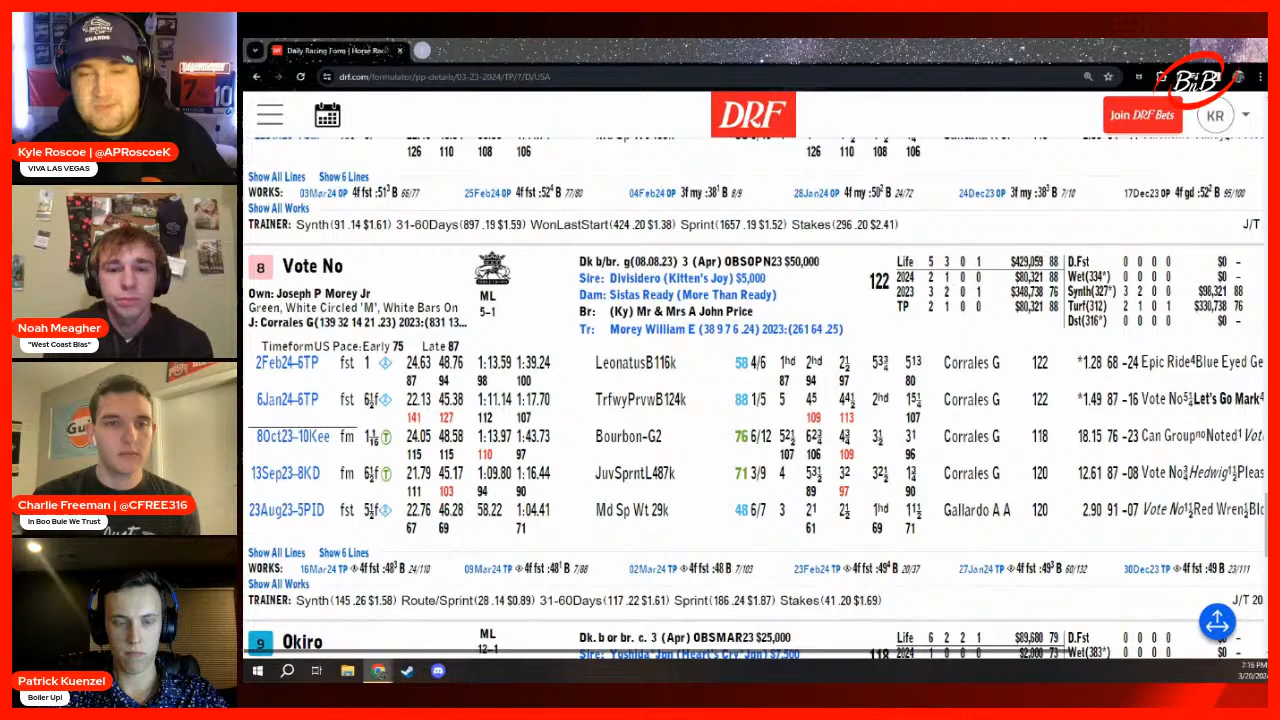 Daily Racing Form | Horse Rac
drf.com/formulator/pp-details/03-23-2024/TP/7/D/USA
DRF
Join DRF Bets
KR
BitB
126 110 108 106
126 110 108 106
Show All Lines Show 6 Lines
WORKS: 03Mar24 OP 4f fst :51³ B 66/77 25Feb24 OP 4f fst :52⁴ B 77/80 04Feb24 OP 3f my :38¹ B 8/9 28Jan24 OP 4f my :50² B 24/72 24Dec23 OP 3f my :38³ B 7/10 17Dec23 OP 4f gd :52² B 95/100
Show All Works
TRAINER: Synth(91 .14 $1.61) 31-60Days(897 .19 $1.59) WonLastStart(424 .20 $1.38) Sprint(1657 .19 $1.52) Stakes(296 .20 $2.41)
J/T
8 Vote No
Own: Joseph P Morey Jr
Green, White Circled 'M', White Bars On
J: Corrales G(139 32 14 21 .23) 2023:(831 13...
ML
5-1
Dk b/br. g(08.08.23) 3 (Apr) OBSOPN23 $50,000
Sire: Divisidero (Kitten's Joy) $5,000
Dam: Sistas Ready (More Than Ready)
Br: (Ky) Mr & Mrs A John Price
Tr: Morey William E (38 9 7 6 .24) 2023:(261 64 .25)
122
Life 5 3 0 1 $429,059 88
2024 2 1 0 0 $80,321 88
2023 3 2 0 1 $348,738 76
TP 2 1 0 0 $80,321 88
D.Fst 0 0 0 0 $0 -
Wet(334*) 0 0 0 0 $0 -
Synth(327*) 3 2 0 0 $98,321 88
Turf(312*) 2 1 0 1 $330,738 76
Dst(316*) 0 0 0 0 $0 -
TimeformUS Pace: Early 75 Late 87
2Feb24-6TP fst 1 24.63 48.76 1:13.59 1:39.24 LeonatusB116k 58 4/6 1hd 2hd 2½ 53¾ 513 Corrales G 122 *1.28 68 -24 Epic Ride4Blue Eyed Ge
87 94 98 100 87 94 97 80
6Jan24-6TP fst 6½f 22.13 45.38 1:11.14 1:17.70 TrfwyPrvwB124k 88 1/5 5 45 44½ 2hd 15¼ Corrales G 122 *1.49 87 -16 Vote No5¼Let's Go Mark4
141 127 112 107 109 113 107
8Oct23-10Kee fm 1 1/16 T 24.05 48.58 1:13.97 1:43.73 Bourbon-G2 76 6/12 52½ 62¾ 4¾ 3½ 31 Corrales G 118 18.15 76 -23 Can GroupnoNoted1 Vot
115 115 110 97 107 106 109 96
13Sep23-8KD fm 6½f T 21.79 45.17 1:09.80 1:16.44 JuvSprntL487k 71 3/9 4 53½ 32 32½ 1¾ Corrales G 120 12.61 87 -08 Vote No¾Hedwig1½Pleas
111 103 94 90 89 97 90
23Aug23-5PID fst 5½f 22.76 46.28 58.22 1:04.41 Md Sp Wt 29k 48 6/7 3 21 2½ 1hd 11½ Gallardo A A 120 2.90 91 -07 Vote No1½Red Wren
67 69 71 61 69 71
Show All Lines Show 6 Lines
WORKS: 16Mar24 TP 4f fst :48³ B 24/110 09Mar24 TP 4f fst :48¹ B 7/88 02Mar24 TP 4f fst :48 B 7/103 23Feb24 TP 4f fst :49⁴ B 20/37 27Jan24 TP 4f fst :49³ B 60/132 30Dec23 TP 4f fst :49 B 23/111
Show All Works
TRAINER: Synth(145 .26 $1.58) Route/Sprint(28 .14 $0.89) 31-60Days(117 .22 $1.61) Sprint(186 .24 $1.87) Stakes(41 .20 $1.69)
J/T 20
9 Okiro
ML
12-1
Dk. b or br. c. 3 (Apr) OBSMAR23 $25,000
Sire: Yoshida*Jpn (Heart's Cry*Jpn) $7,500
118
Life 6 2 2 1 $89,680 79
2024 1 0 0 0 $2,000 73
D.Fst 0 0 0 0 $0 -
Wet(383*) 0 0 0 0 $0 -
7:16 PM
3/20/2024
Kyle Roscoe | @APRoscoeK
VIVA LAS VEGAS
Noah Meagher
"West Coast Bias"
Charlie Freeman | @CFREE316
In Boo Buie We Trust
Patrick Kuenzel
Boiler Up!